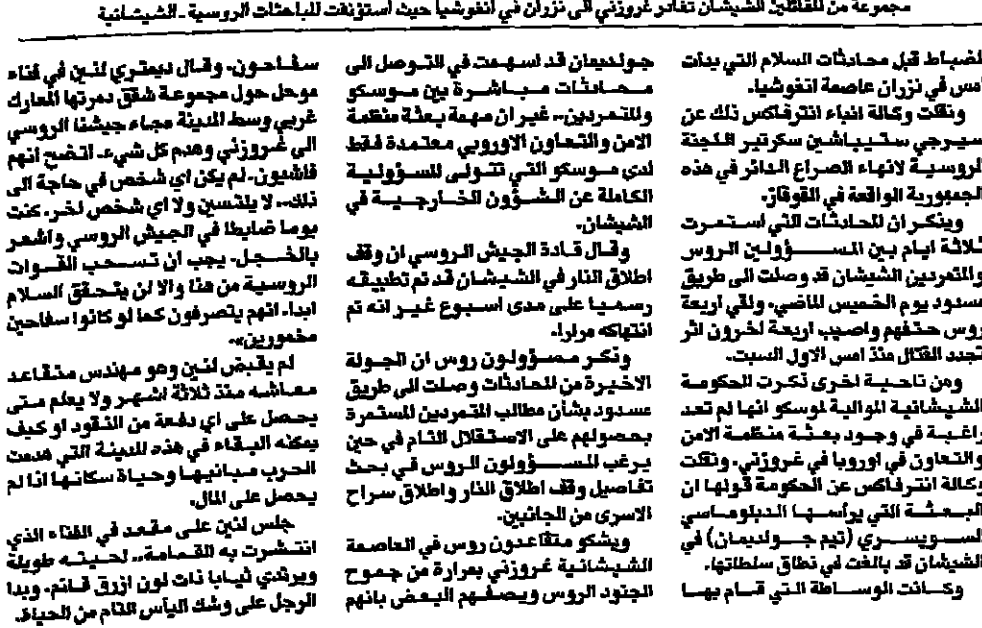 مجموعة من المقاتلين الشيشان تغادر غروزني الى نزران في انغوشيا حيث استؤنفت المباحثات الروسية ـ الشيشانية
الضباط قبل محادثات السلام التي بدأت
امس في نزران عاصمة انغوشيا.
ونقلت وكالة انباء انترفاكس ذلك عن
سيرجي ستيباشين سكرتير اللجنة
الروسية لانهاء الصراع الدائر في هذه
الجمهورية الواقعة في القوقاز.
ويذكر ان المحادثات التي استمرت
ثلاثة ايام بين المسؤولين الروس
والمتمردين الشيشان قد وصلت الى طريق
مسدود يوم الخميس الماضي. ولقي اربعة
روس حتفهم واصيب اربعة اخرون اثر
تجدد القتال منذ امس الاول السبت.
ومن ناحية اخرى ذكرت الحكومة
الشيشانية الموالية لموسكو انها لم تعد
راغبة في وجود بعثة منظمة الامن
والتعاون في اوروبا في غروزني. ونقلت
وكالة انترفاكس عن الحكومة قولها ان
البعثة التي يرأسها الدبلوماسي
السويسري (تيم جولديمان) في
الشيشان قد بالغت في نطاق سلطاتها.
وكانت الوساطة التي قام بها
جولديمان قد اسهمت في التوصل الى
محادثات مباشرة بين موسكو
والمتمردين.. غير ان مهمة بعثة منظمة
الامن والتعاون الاوروبي معتمدة فقط
لدى موسكو التي تتولى المسؤولية
الكاملة عن الشؤون الخارجية في
الشيشان.
وقال قادة الجيش الروسي ان وقف
اطلاق النار في الشيشان قد تم تطبيقه
رسميا على مدى اسبوع غير انه تم
انتهاكه مرارا.
وذكر مسؤولون روس ان الجولة
الاخيرة من المحادثات وصلت الى طريق
مسدود بشأن مطالب المتمردين المستمرة
بحصولهم على الاستقلال التام في حين
يرغب المسؤولون الروس في بحث
تفاصيل وقف اطلاق النار واطلاق سراح
الاسرى من الجانبين.
ويشكو متقاعدون روس في العاصمة
الشيشانية غروزني بمرارة من جموح
الجنود الروس ويصفهم البعض بانهم
سفاحون. وقال ديمتري لنين في فناء
موحل حول مجموعة شقق دمرتها المعارك
غربي وسط المدينة «جاء جيشنا الروسي
الى غروزني وهدم كل شيء. اتضح انهم
فاشيون. لم يكن اي شخص في حاجة الى
ذلك.. لا يلتسين ولا اي شخص اخر. كنت
يوما ضابطا في الجيش الروسي واشعر
بالخجل. يجب ان تسحب القوات
الروسية من هنا والا لن يتحقق السلام
ابدا. انهم يتصرفون كما لو كانوا سفاحين
مخمورين».
لم يقبض لنين وهو مهندس متقاعد
معاشه منذ ثلاثة اشهر ولا يعلم متى
يحصل على اي دفعة من النقود او كيف
يمكنه البقاء في هذه المدينة التي هدمت
الحرب مبانيها وحياة سكانها اذا لم
يحصل على المال.
جلس لنين على مقعد في الفناء الذي
انتشرت به القمامة.. لحيته طويلة
ويرتدي ثيابا ذات لون ازرق قاتم. وبدا
الرجل على وشك اليأس التام من الحياة.